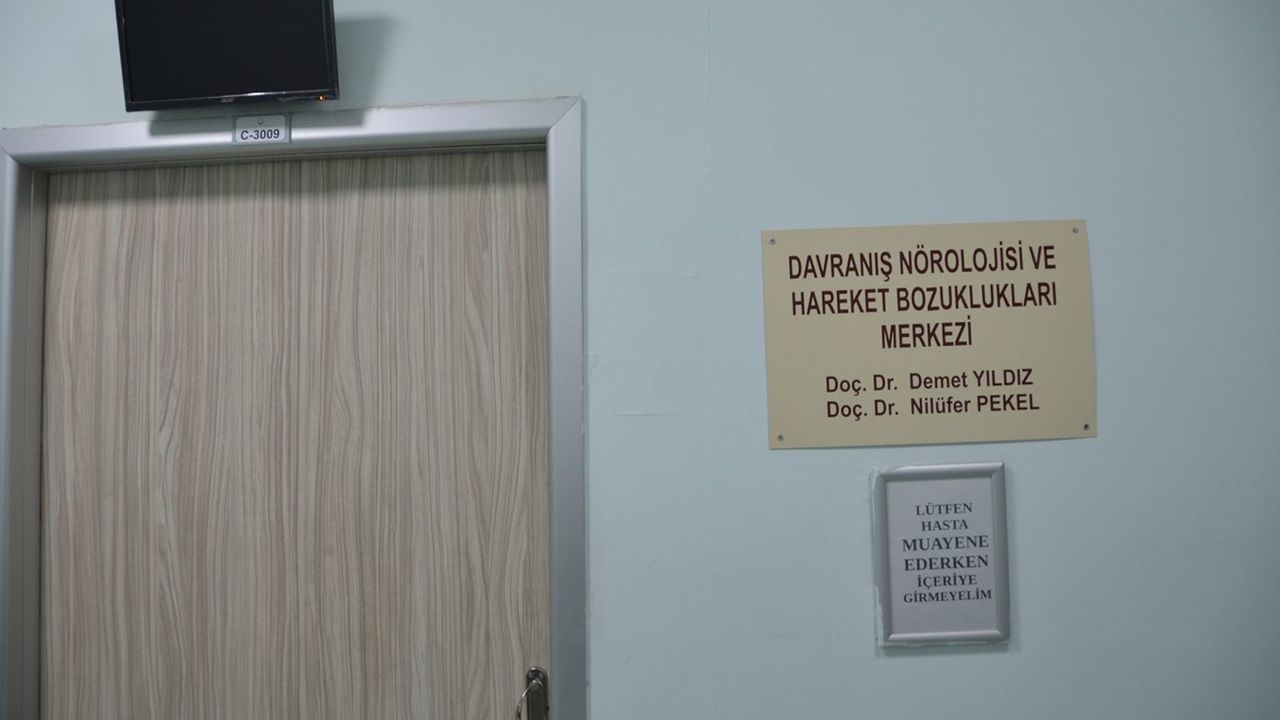 acer
C-3009
DAVRANIŞ NÖROLOJİSİ VE
HAREKET BOZUKLUKLARI
MERKEZİ
Doç. Dr. Demet YILDIZ
Doç. Dr. Nilüfer PEKEL
LÜTFEN
HASTA
MUAYENE
EDERKEN
İÇERİYE
GİRMEYELİM